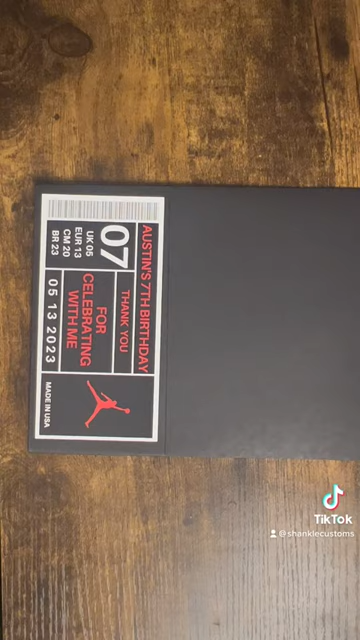 AUSTIN'S 7TH BIRTHDAY
07
UK 05
EUR 13
CM 20
BR 23
THANK YOU
FOR
CELEBRATING
WITH ME
05 13 2023
MADE IN USA
TikTok
@shanklecustoms